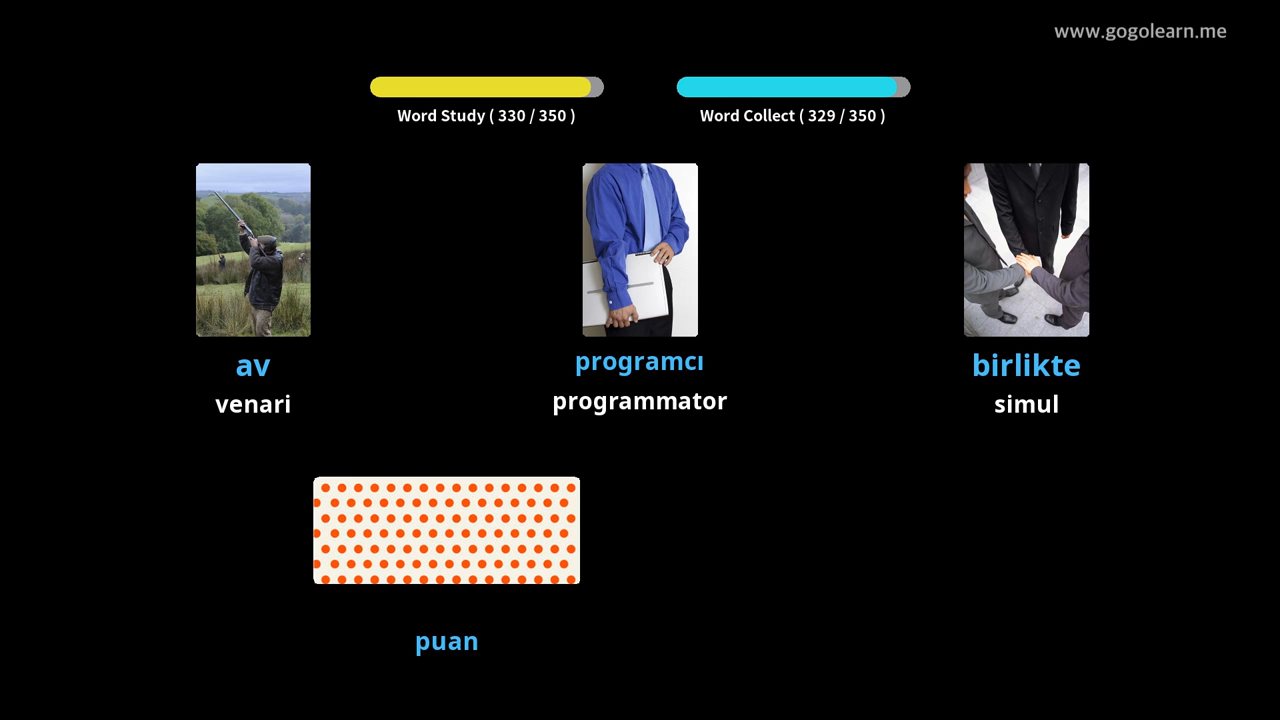 www.gogolearn.me
Word Study ( 330 / 350 )
Word Collect ( 329 / 350 )
av
programcı
birlikte
venari
programmator
simul
puan